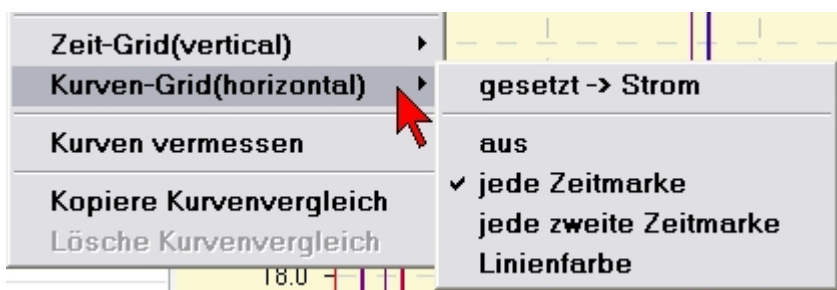 Zeit-Grid(vertical)
Kurven-Grid(horizontal)
Kurven vermessen
Kopiere Kurvenvergleich
Lösche Kurvenvergleich
gesetzt -> Strom
aus
jede Zeitmarke
jede zweite Zeitmarke
Linienfarbe
18.0